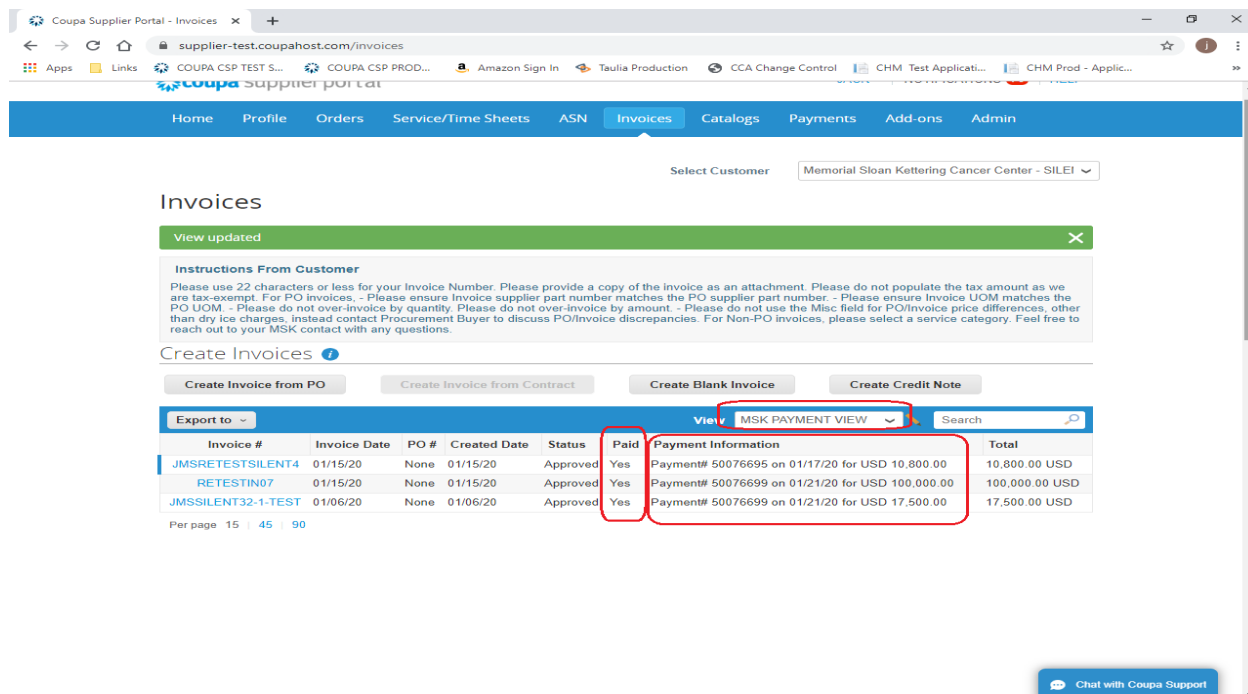 Coupa Supplier Portal - Invoices
supplier-test.coupahost.com/invoices
j
Apps Links COUPA CSP TEST S... COUPA CSP PROD... Amazon Sign In Taulia Production CCA Change Control CHM Test Applicati... CHM Prod - Applic... »
coupa supplier portal
Home Profile Orders Service/Time Sheets ASN Invoices Catalogs Payments Add-ons Admin
Select Customer Memorial Sloan Kettering Cancer Center - SILEI
Invoices
View updated
Instructions From Customer
Please use 22 characters or less for your Invoice Number. Please provide a copy of the invoice as an attachment. Please do not populate the tax amount as we
are tax-exempt. For PO invoices, - Please ensure Invoice supplier part number matches the PO supplier part number. - Please ensure Invoice UOM matches the
PO UOM. - Please do not over-invoice by quantity. Please do not over-invoice by amount. - Please do not use the Misc field for PO/Invoice price differences, other
than dry ice charges, instead contact Procurement Buyer to discuss PO/Invoice discrepancies. For Non-PO invoices, please select a service category. Feel free to
reach out to your MSK contact with any questions.
Create Invoices i
Create Invoice from PO Create Invoice from Contract Create Blank Invoice Create Credit Note
Export to View MSK PAYMENT VIEW Search
Invoice # Invoice Date PO # Created Date Status Paid Payment Information Total
JMSRETESTSILENT4 01/15/20 None 01/15/20 Approved Yes Payment# 50076695 on 01/17/20 for USD 10,800.00 10,800.00 USD
RETESTIN07 01/15/20 None 01/15/20 Approved Yes Payment# 50076699 on 01/21/20 for USD 100,000.00 100,000.00 USD
JMSSILENT32-1-TEST 01/06/20 None 01/06/20 Approved Yes Payment# 50076699 on 01/21/20 for USD 17,500.00 17,500.00 USD
Per page 15 | 45 | 90
Chat with Coupa Support